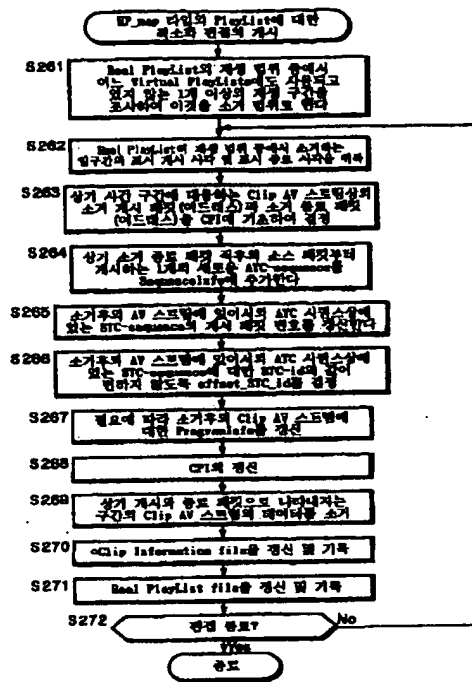 EP_map 타입의 PlayList에 대한
최소화 편집의 개시
S261
Real PlayList의 재생 범위 중에서
어느 Virtual PlayList에도 사용되고
있지 않는 1개 이상의 재생 구간을
조사하여 이것을 소거 범위로 한다
S262
Real PlayList의 재생 범위 중에서 소거하는
일구간의 표시 개시 시각 및 표시 종료 시각을
S263
상기 시간 구간에 대응하는 Clip AV 스트림상의
소거 개시 패킷(어드레스)와 소거 종료 패킷
(어드레스)를 CPI에 기초하여 결정
S264
상기 소거 종료 패킷 직후의 소스 패킷부터
개시하는 1개의 새로운 ATC-sequence를
SequenceInfo에 추가한다
S265
소거후의 AV 스트림에 있어서의 ATC 시퀀스상에
있는 STC-sequence의 개시 패킷 번호를 갱신한다
S266
소거후의 AV 스트림에 있어서의 ATC 시퀀스상에
있는 STC-sequence에 대한 STC-id의 값이
변하지 않도록 offset_STC_id를 결정
S267
필요에 따라 소거후의 Clip AV 스트림에
대한 ProgramInfo를 갱신
S268
CPI의 갱신
S269
상기 개시와 종료 패킷으로 나타내지는
구간의 Clip AV 스트림의 데이터를 소거
S270
Clip Information file을 갱신 및 기록
S271
Real PlayList file을 갱신 및 기록
S272
편집 종료?
No
Yes
종료